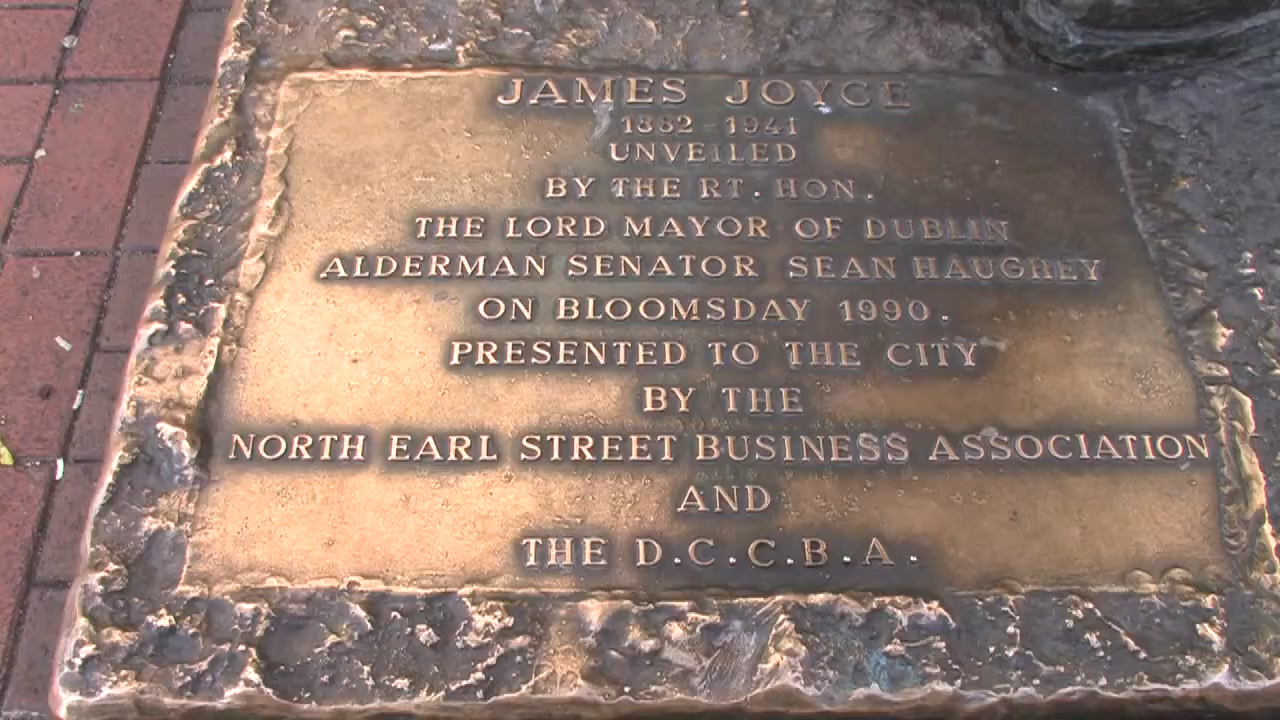 JAMES JOYCE
1882 - 1941
UNVEILED
BY THE RT. HON.
THE LORD MAYOR OF DUBLIN
ALDERMAN SENATOR SEAN HAUGHEY
ON BLOOMSDAY 1990.
PRESENTED TO THE CITY
BY THE
NORTH EARL STREET BUSINESS ASSOCIATION
AND
THE D.C.C.B.A.